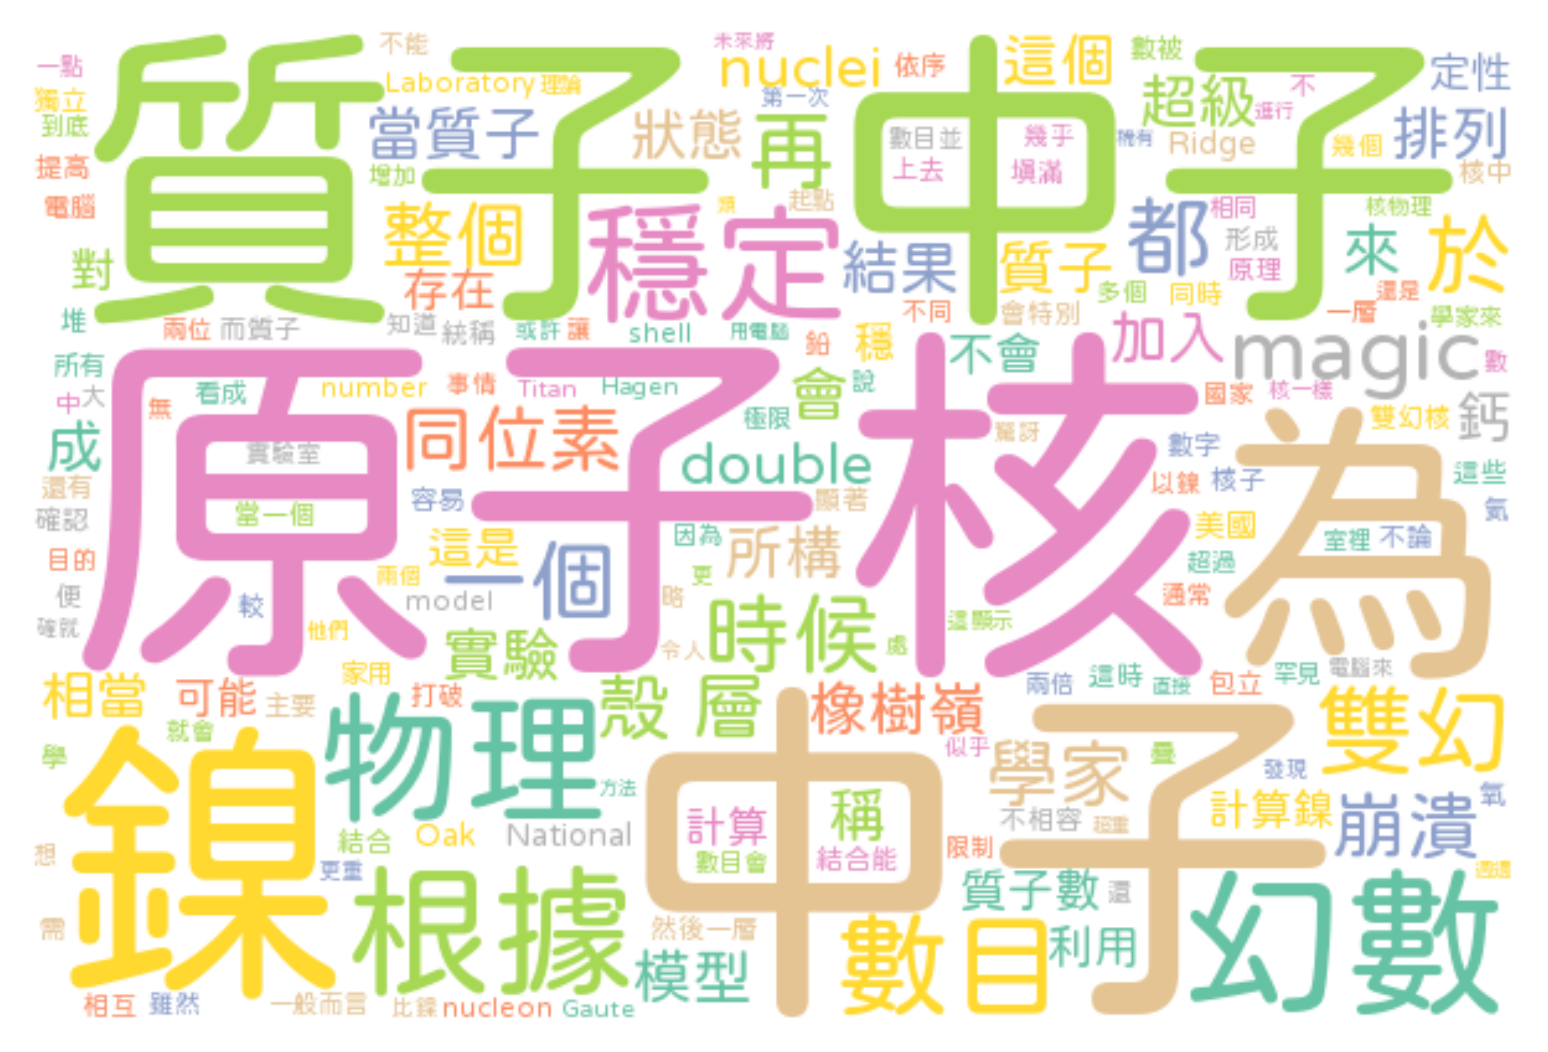 不能 未來將
一點 Laboratory 理論 nuclei 依序 這個 數被 定性
獨立 第一次 超級 不 進行
質子中子
到底 當質子 狀態 再 數目並 幾乎 稀有 Ridge 幾個 排列
提高 增加 上去 填滿 核中
電腦 整個 類 起點 都 相同 核物理
穩定 結果 質子 形成 來 於
對 存在 原理
不同 會特別 多個 同時 還是
堆 兩位 而質子 知道 統稱 或許 讓 shell 用電腦 鉛 穩 不會 加入 一層 學家來
所有 magic 數
原子核 為
中 大 無 看成 number 事情 Titan Hagen 會 說 國家 核一樣 鈣
成 實驗室 同位素 極限 驚訝 數字 雙幻核
double 這些
還有 當一個 容易 顯著 以鎳 核子 氦
確認 因為 美國 室裡 不論
目的 這是 一個 所構 超過
便 較 兩個 model 更 略 通常
確就 他們 時候 這顯示
實驗 令人 處
相當 可能 主要 家用 打破 殼層 橡樹嶺 兩倍 這時 直接 包立 罕見 電腦來
就會 物理 似乎 雙幻
學 學家 疊 發現
鎳 中子
方法 計算 稱 不相容 超重 計算鎳 崩潰 氧
想 結合 Oak National 數目會 結合能 限制
更重 根據 質子數 還 幻數
需 然後一層 數目 利用
模型
相互 雖然 一般而言 比鎳 nucleon Gaute